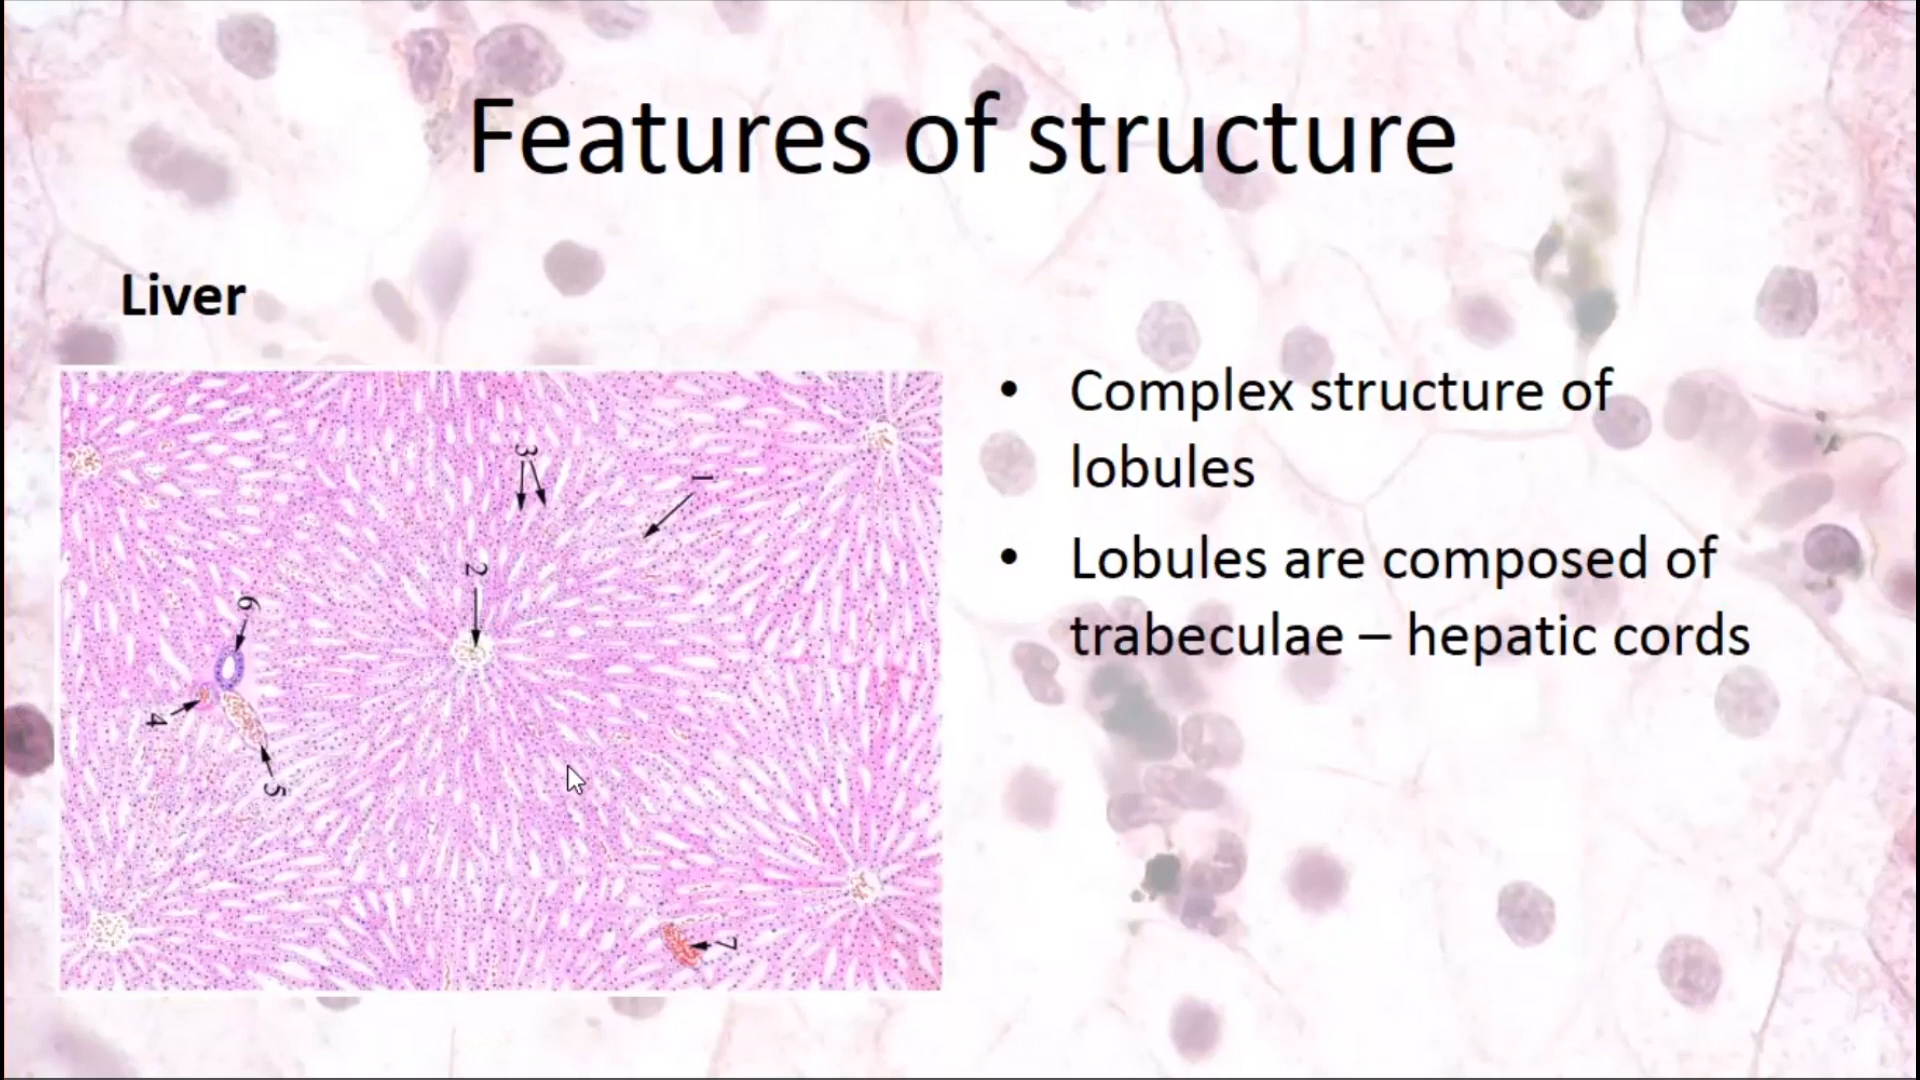 Features of structure
Liver
• Complex structure of
lobules
• Lobules are composed of
trabeculae – hepatic cords
3
1
2
6
4
5
7